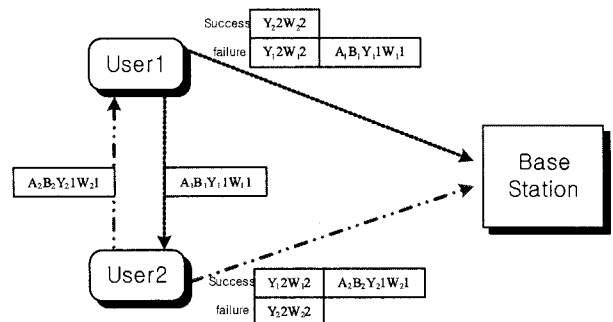 Success Y₂2W₂2
failure Y₁2W₁2 A₁B₁Y₁1W₁1
User1
Base
Station
A₂B₂Y₂1W₂1 A₁B₁Y₁1W₁1
User2
Success Y₁2W₁2 A₂B₂Y₂1W₂1
failure Y₂2W₂2